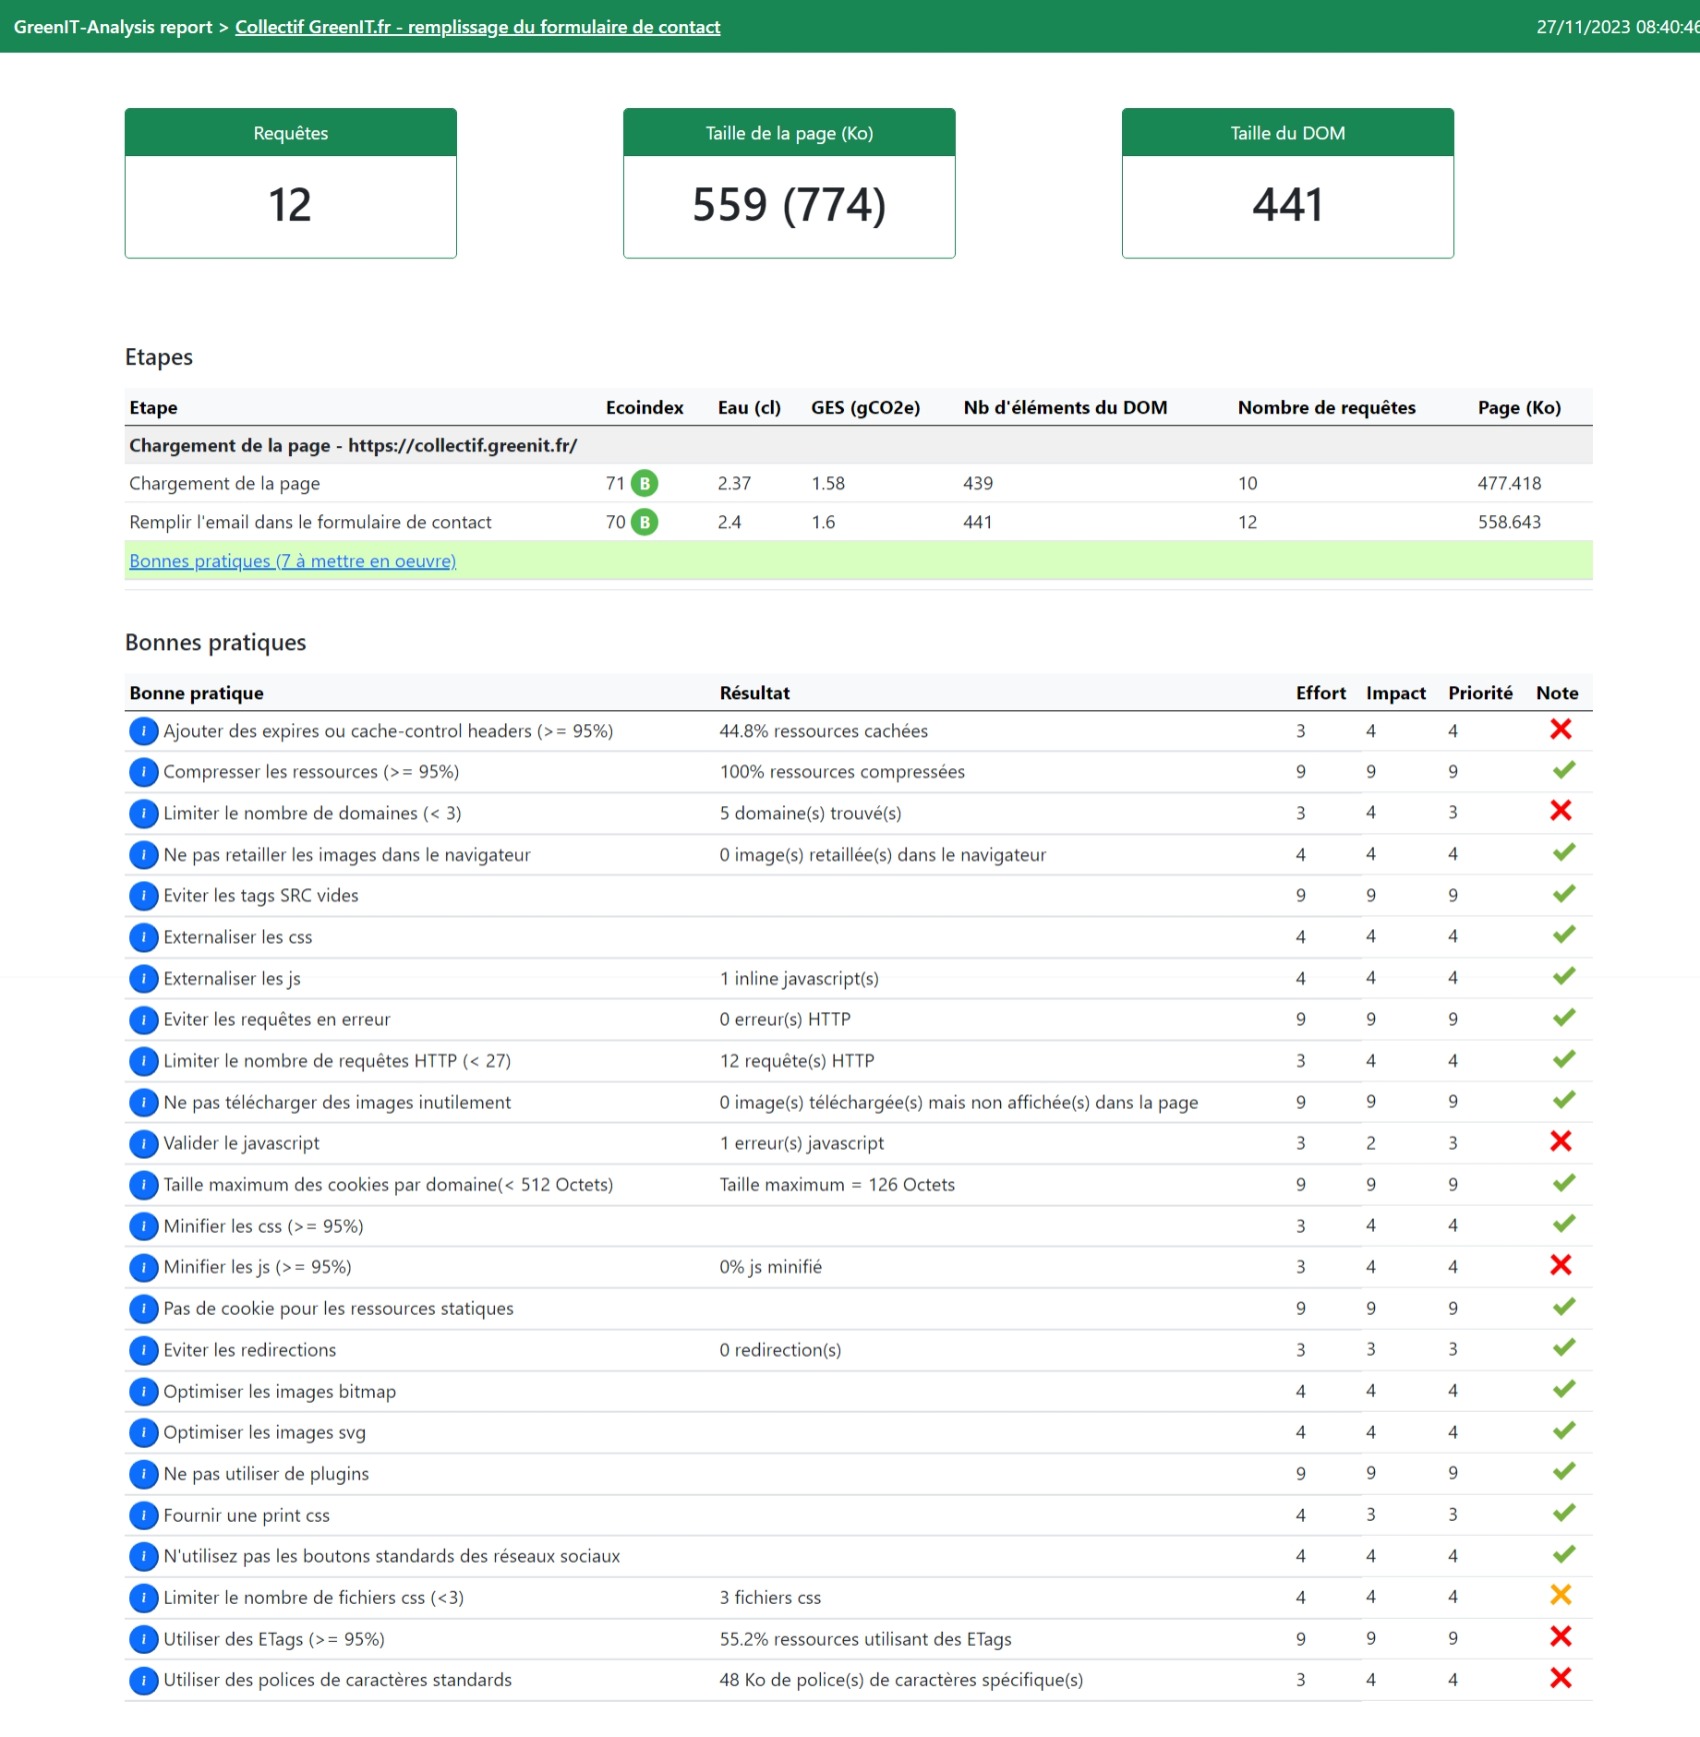 GreenIT-Analysis report > Collectif GreenIT.fr - remplissage du formulaire de contact 27/11/2023 08:40:46
Requêtes Taille de la page (Ko) Taille du DOM
12 559 (774) 441
Etapes
Etape Ecoindex Eau (cl) GES (gCO2e) Nb d'éléments du DOM Nombre de requêtes Page (Ko)
Chargement de la page - https://collectif.greenit.fr/
Chargement de la page 71 B 2.37 1.58 439 10 477.418
Remplir l'email dans le formulaire de contact 70 B 2.4 1.6 441 12 558.643
Bonnes pratiques (7 à mettre en oeuvre)
Bonnes pratiques
Bonne pratique Résultat Effort Impact Priorité Note
i Ajouter des expires ou cache-control headers (>= 95%) 44.8% ressources cachées 3 4 4
i Compresser les ressources (>= 95%) 100% ressources compressées 9 9 9
i Limiter le nombre de domaines (< 3) 5 domaine(s) trouvé(s) 3 4 3
i Ne pas retailler les images dans le navigateur 0 image(s) retaillée(s) dans le navigateur 4 4 4
i Eviter les tags SRC vides 9 9 9
i Externaliser les css 4 4 4
i Externaliser les js 1 inline javascript(s) 4 4 4
i Eviter les requêtes en erreur 0 erreur(s) HTTP 9 9 9
i Limiter le nombre de requêtes HTTP (< 27) 12 requête(s) HTTP 3 4 4
i Ne pas télécharger des images inutilement 0 image(s) téléchargée(s) mais non affichée(s) dans la page 9 9 9
i Valider le javascript 1 erreur(s) javascript 3 2 3
i Taille maximum des cookies par domaine(< 512 Octets) Taille maximum = 126 Octets 9 9 9
i Minifier les css (>= 95%) 3 4 4
i Minifier les js (>= 95%) 0% js minifié 3 4 4
i Pas de cookie pour les ressources statiques 9 9 9
i Eviter les redirections 0 redirection(s) 3 3 3
i Optimiser les images bitmap 4 4 4
i Optimiser les images svg 4 4 4
i Ne pas utiliser de plugins 9 9 9
i Fournir une print css 4 3 3
i N'utilisez pas les boutons standards des réseaux sociaux 4 4 4
i Limiter le nombre de fichiers css (<3) 3 fichiers css 4 4 4
i Utiliser des ETags (>= 95%) 55.2% ressources utilisant des ETags 9 9 9
i Utiliser des polices de caractères standards 48 Ko de police(s) de caractères spécifique(s) 3 4 4